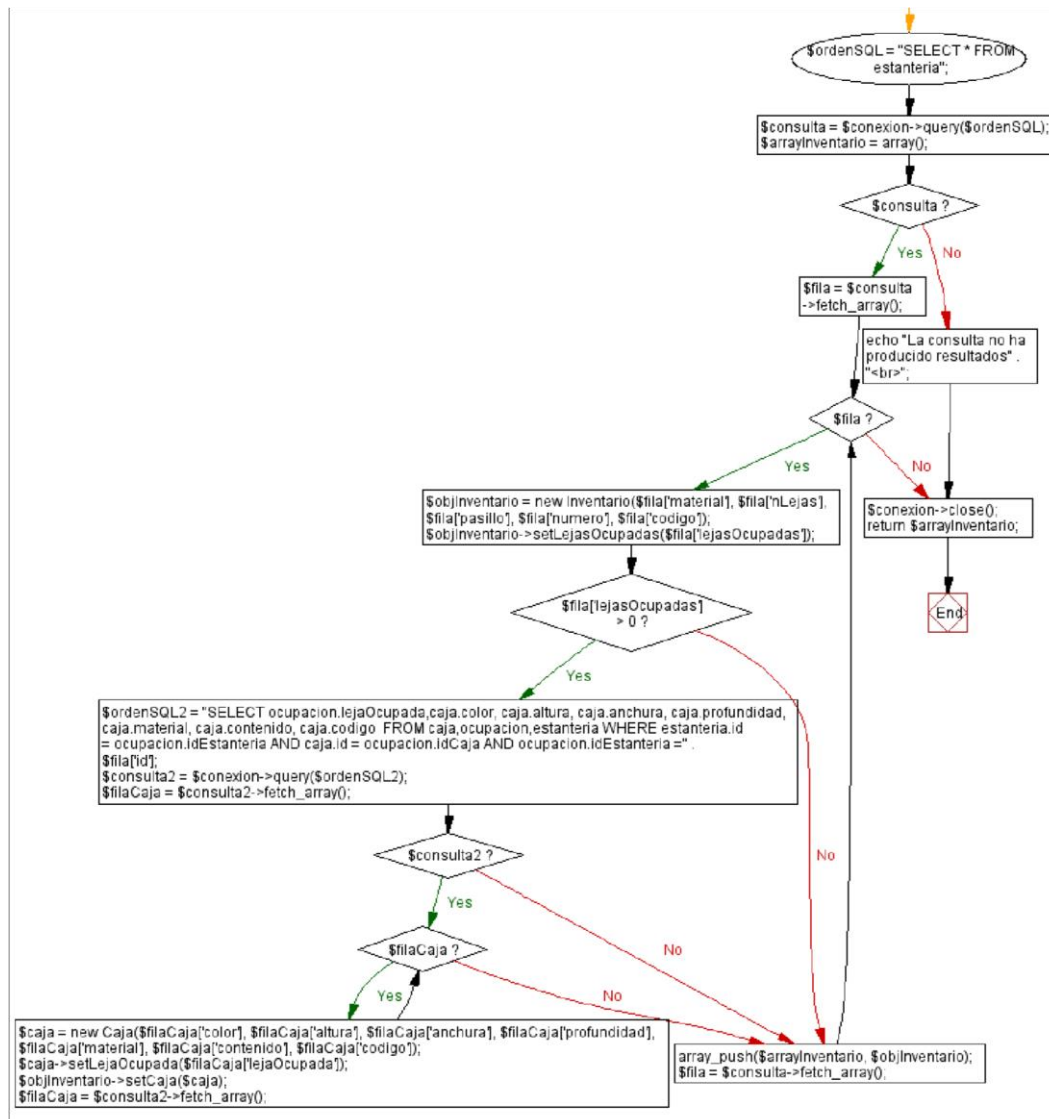 $ordenSQL = "SELECT * FROM
estanteria";
$consulta = $conexion->query($ordenSQL);
$arrayInventario = array();
$consulta ?
Yes
No
$fila = $consulta
->fetch_array();
echo "La consulta no ha
producido resultados" .
"<br>";
$fila ?
Yes
No
$objInventario = new Inventario($fila['material'], $fila['nLejas'],
$fila['pasillo'], $fila['numero'], $fila['codigo']);
$objInventario->setLejasOcupadas($fila['lejasOcupadas']);
$conexion->close();
return $arrayInventario;
End
$fila['lejasOcupadas']
> 0 ?
Yes
No
$ordenSQL2 = "SELECT ocupacion.lejaOcupada,caja.color, caja.altura, caja.anchura, caja.profundidad,
caja.material, caja.contenido, caja.codigo  FROM caja,ocupacion,estanteria WHERE estanteria.id
= ocupacion.idEstanteria AND caja.id = ocupacion.idCaja AND ocupacion.idEstanteria =" .
$fila['id'];
$consulta2 = $conexion->query($ordenSQL2);
$filaCaja = $consulta2->fetch_array();
$consulta2 ?
Yes
No
$filaCaja ?
Yes
No
$caja = new Caja($filaCaja['color'], $filaCaja['altura'], $filaCaja['anchura'], $filaCaja['profundidad'],
$filaCaja['material'], $filaCaja['contenido'], $filaCaja['codigo']);
$caja->setLejaOcupada($filaCaja['lejaOcupada']);
$objInventario->setCaja($caja);
$filaCaja = $consulta2->fetch_array();
array_push($arrayInventario, $objInventario);
$fila = $consulta->fetch_array();